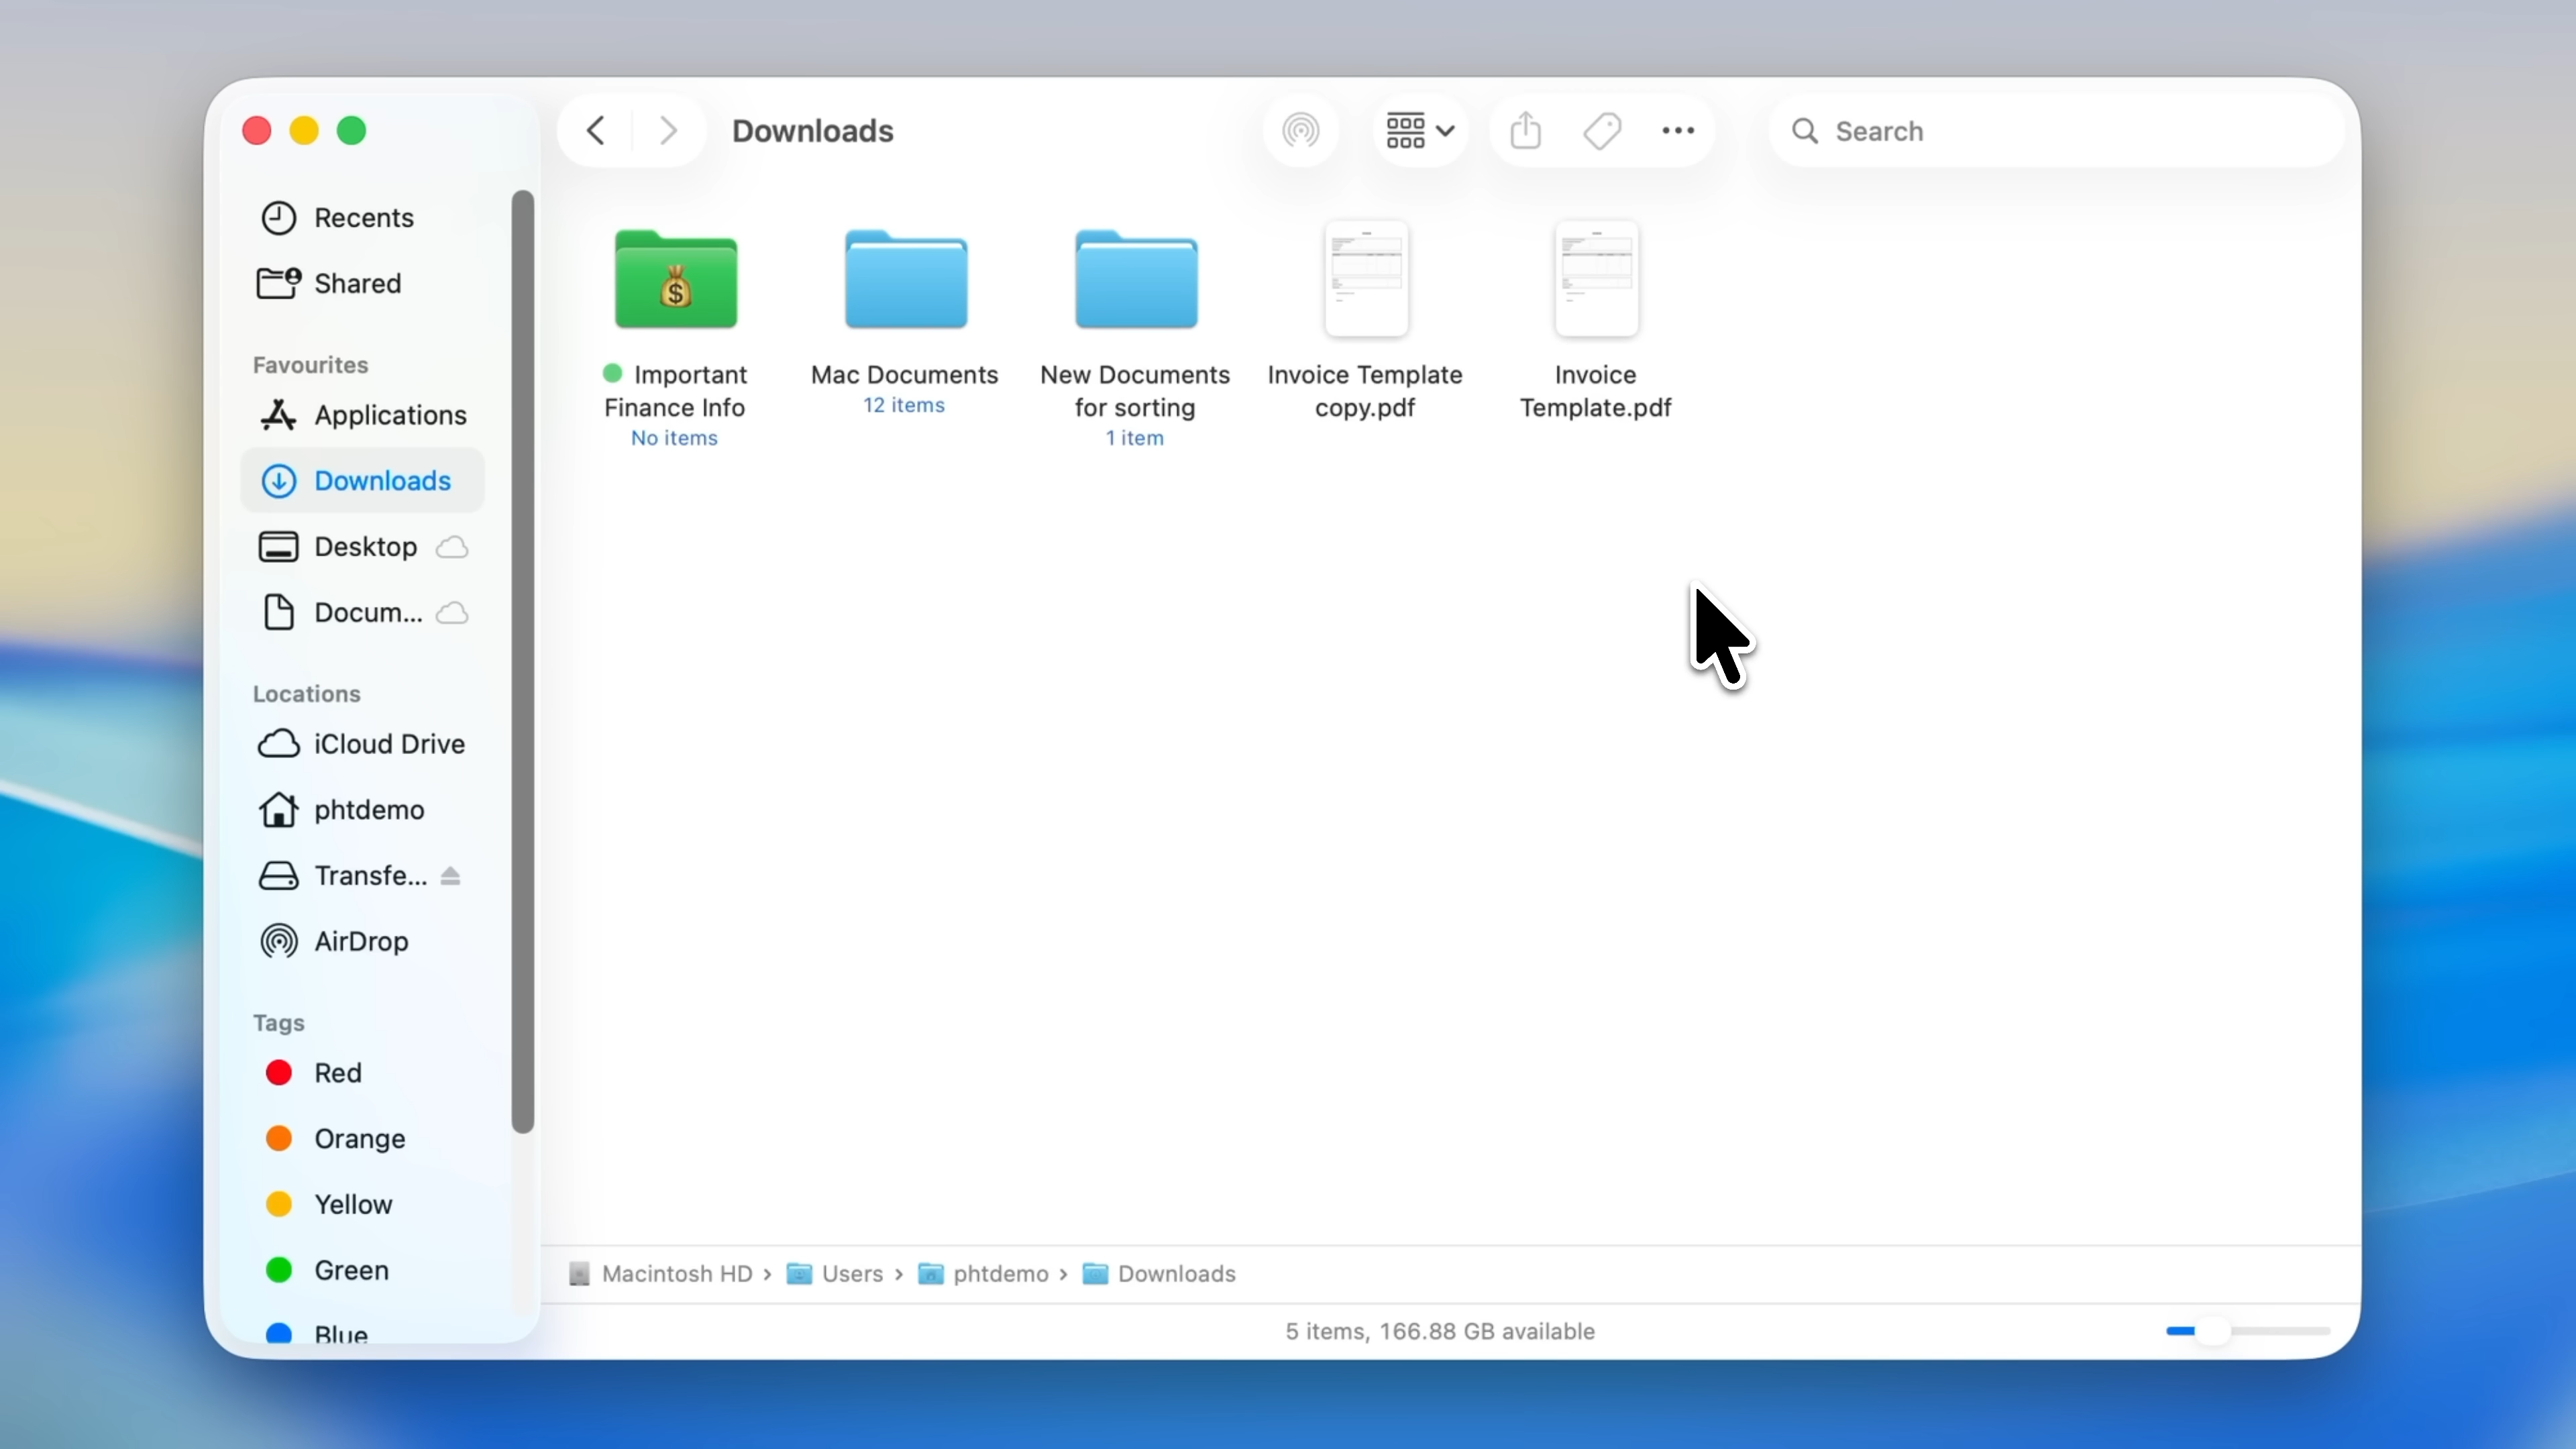 Downloads
Search
Recents
Shared
Favourites
Applications
Downloads
Desktop
Docum...
Locations
iCloud Drive
phtdemo
Transfe...
AirDrop
Tags
Red
Orange
Yellow
Green
Blue
Important
Finance Info
No items
Mac Documents
12 items
New Documents
for sorting
1 item
Invoice Template
copy.pdf
Invoice
Template.pdf
Macintosh HD › Users › phtdemo › Downloads
5 items, 166.88 GB available